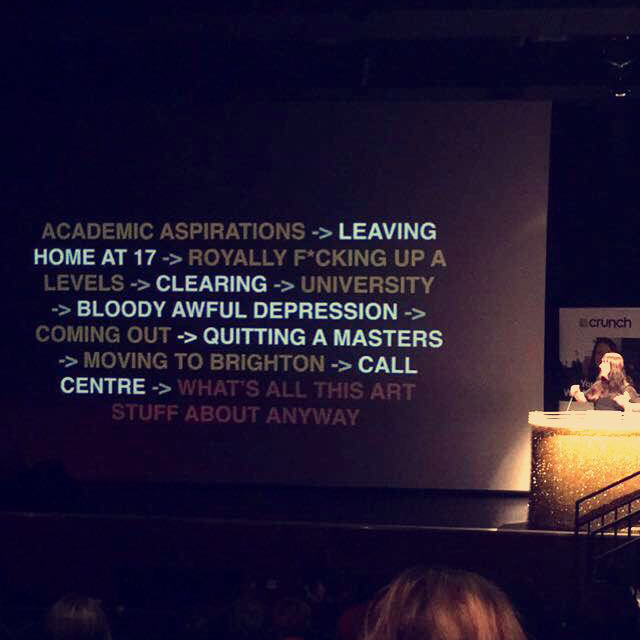 ACADEMIC ASPIRATIONS -> LEAVING
HOME AT 17 -> ROYALLY F*CKING UP A
LEVELS -> CLEARING -> UNIVERSITY
-> BLOODY AWFUL DEPRESSION ->
COMING OUT -> QUITTING A MASTERS
-> MOVING TO BRIGHTON -> CALL
CENTRE -> WHAT'S ALL THIS ART
STUFF ABOUT ANYWAY
crunch